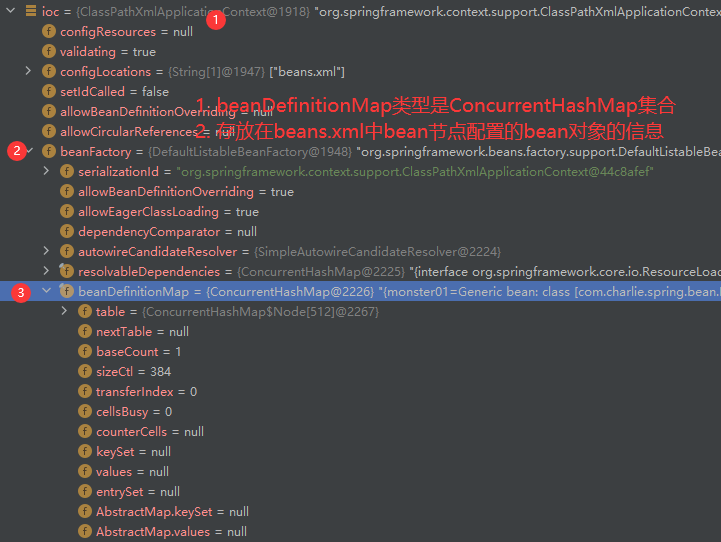 ioc = {ClassPathXmlApplicationContext@1918} "org.springframework.context.support.ClassPathXmlApplicationContex
1
configResources = null
validating = true
configLocations = {String[1]@1947} ["beans.xml"]
setIdCalled = false
allowBeanDefinitionOverriding = null
1. beanDefinitionMap类型是ConcurrentHashMap集合
allowCircularReferences = null
2. 存放在beans.xml中bean节点配置的bean对象的信息
2
beanFactory = {DefaultListableBeanFactory@1948} "org.springframework.beans.factory.support.DefaultListableBea
serializationId = "org.springframework.context.support.ClassPathXmlApplicationContext@44c8afef"
allowBeanDefinitionOverriding = true
allowEagerClassLoading = true
dependencyComparator = null
autowireCandidateResolver = {SimpleAutowireCandidateResolver@2224}
resolvableDependencies = {ConcurrentHashMap@2225} "{interface org.springframework.core.io.ResourceLoad
3
beanDefinitionMap = {ConcurrentHashMap@2226} "{monster01=Generic bean: class [com.charlie.spring.bean.
table = {ConcurrentHashMap$Node[512]@2267}
nextTable = null
baseCount = 1
sizeCtl = 384
transferIndex = 0
cellsBusy = 0
counterCells = null
keySet = null
values = null
entrySet = null
AbstractMap.keySet = null
AbstractMap.values = null